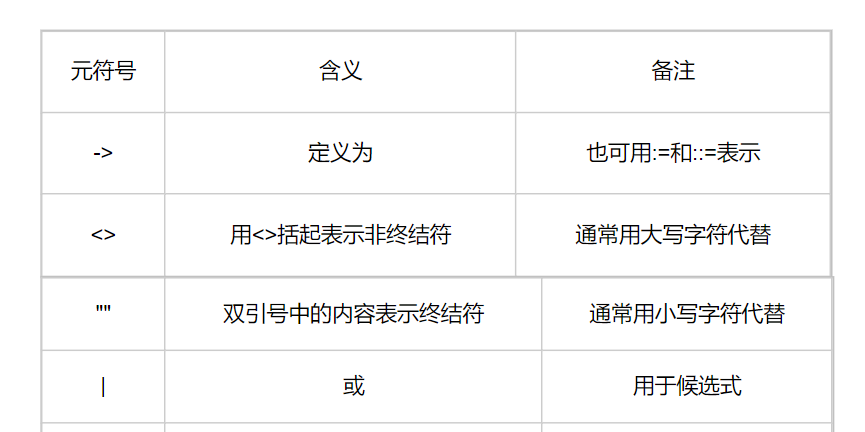 元符号 含义 备注
-> 定义为 也可用:=和::=表示
<> 用<>括起表示非终结符 通常用大写字符代替
"" 双引号中的内容表示终结符 通常用小写字符代替
| 或 用于候选式